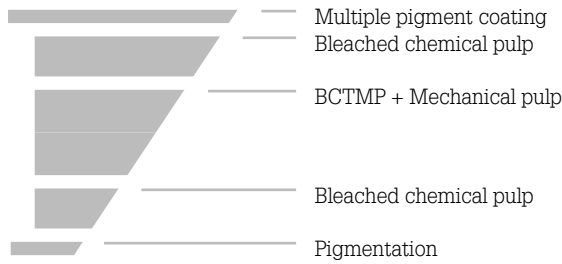 Multiple pigment coating
Bleached chemical pulp
BCTMP + Mechanical pulp
Bleached chemical pulp
Pigmentation